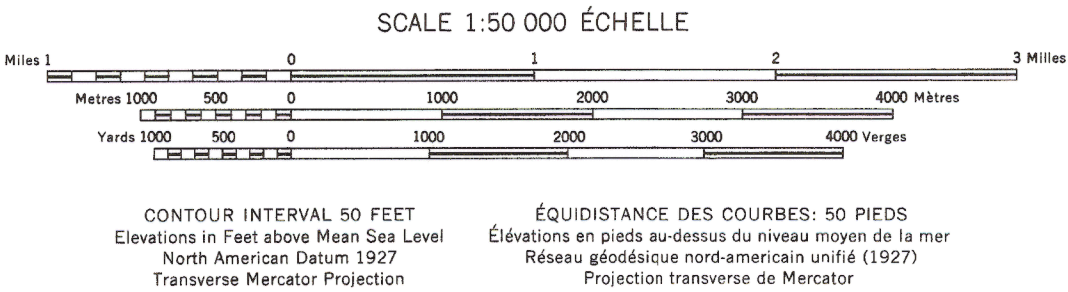 SCALE 1:50 000 ÉCHELLE
Miles 1 0 1 2 3 Milles
Metres 1000 500 0 1000 2000 3000 4000 Mètres
Yards 1000 500 0 1000 2000 3000 4000 Verges
CONTOUR INTERVAL 50 FEET
Elevations in Feet above Mean Sea Level
North American Datum 1927
Transverse Mercator Projection
ÉQUIDISTANCE DES COURBES: 50 PIEDS
Élévations en pieds au-dessus du niveau moyen de la mer
Réseau géodésique nord-americain unifié (1927)
Projection transverse de Mercator